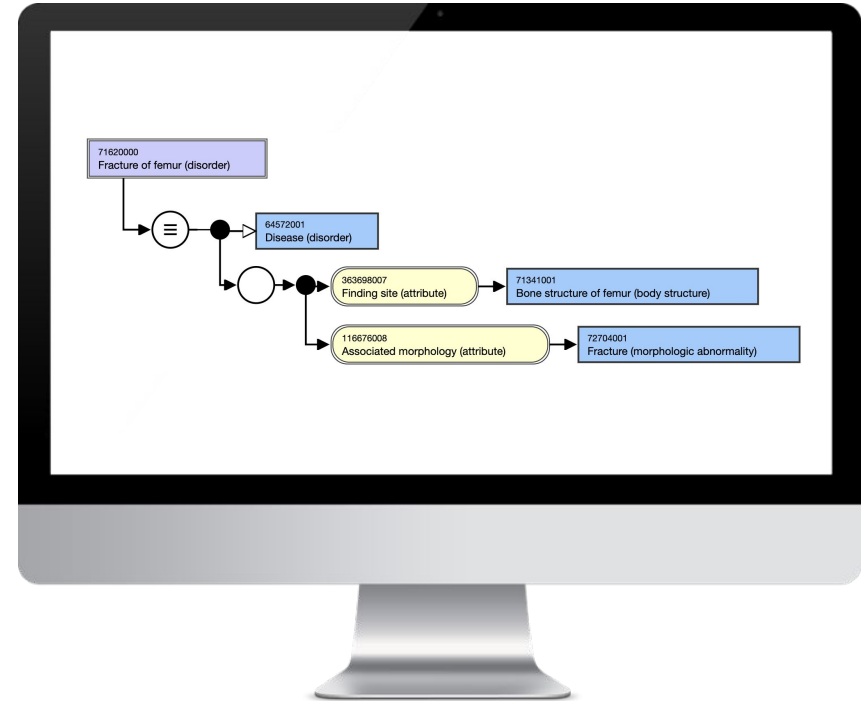 71620000
Fracture of femur (disorder)
64572001
Disease (disorder)
363698007
Finding site (attribute)
71341001
Bone structure of femur (body structure)
116676008
Associated morphology (attribute)
72704001
Fracture (morphologic abnormality)